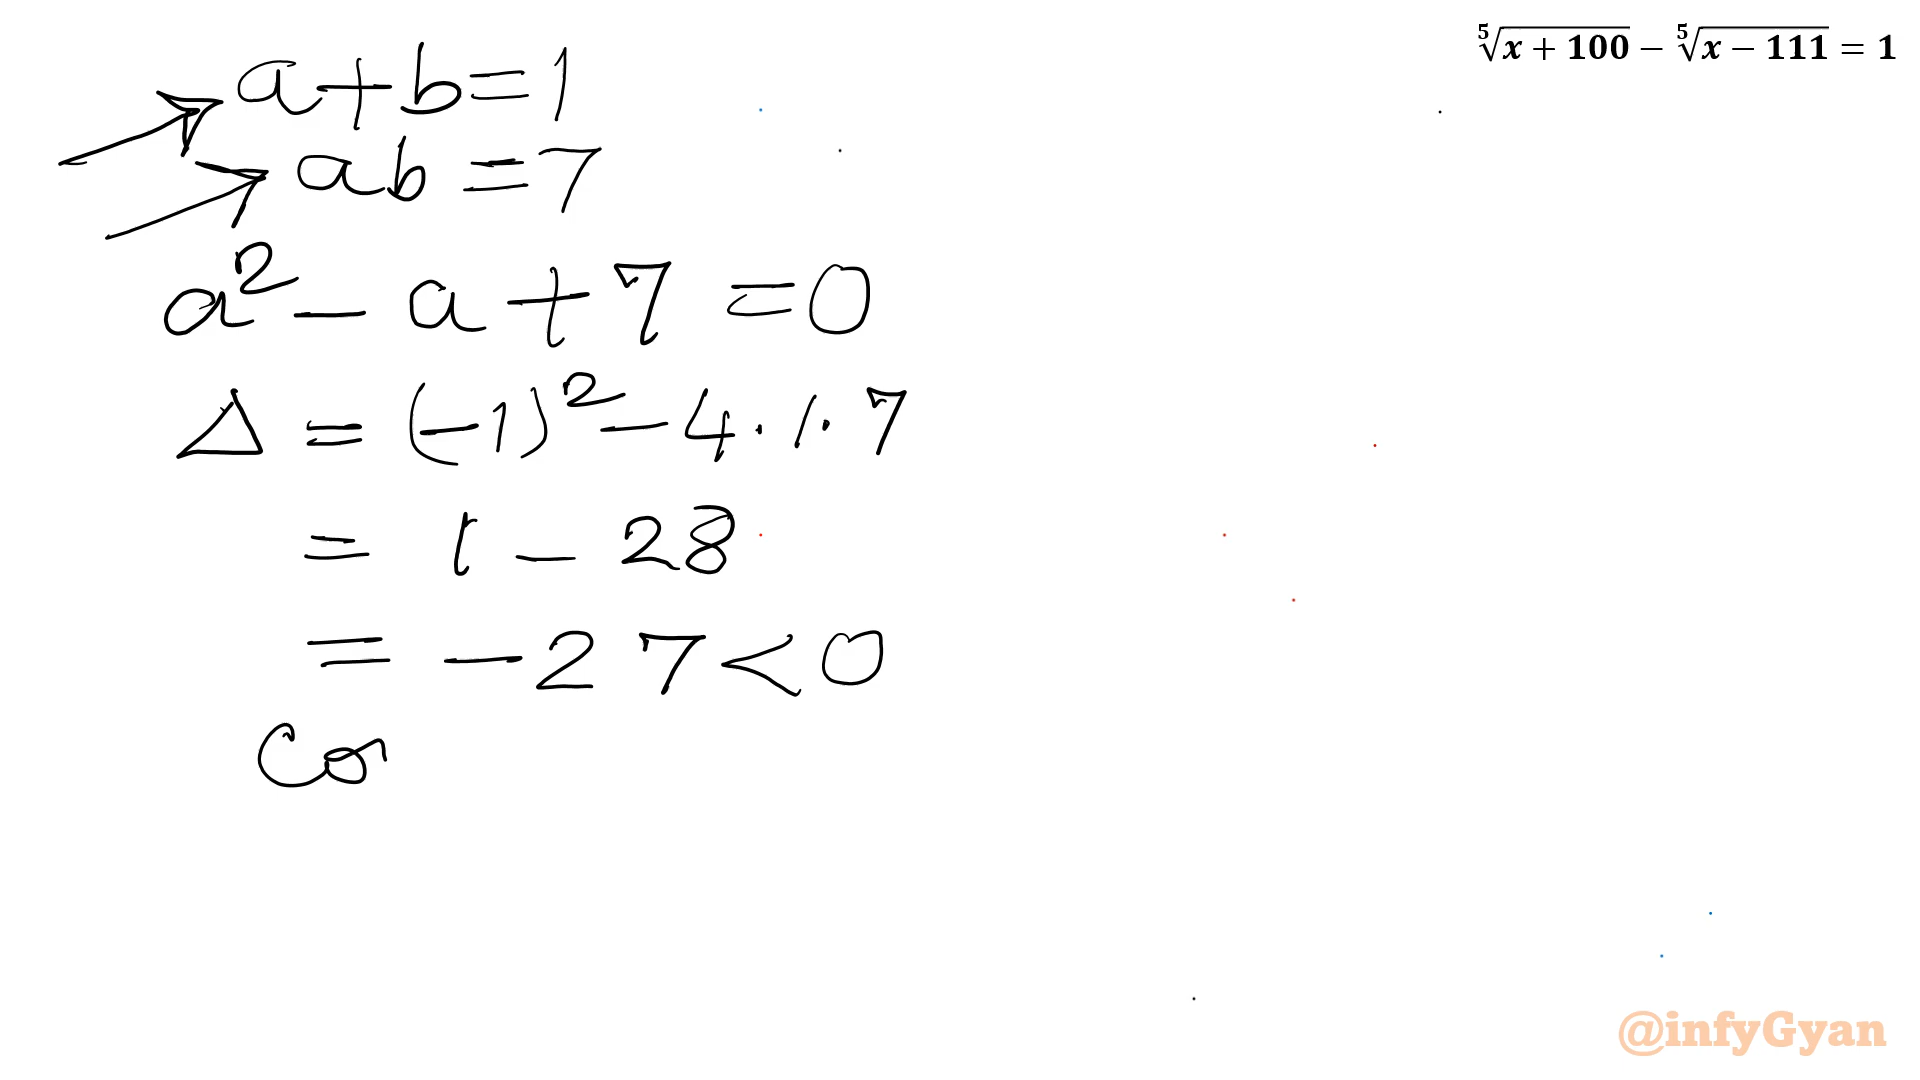 ⁵√x + 100 − ⁵√x − 111 = 1
a+b=1
ab=7
a² − a + 7 = 0
Δ = (−1)² − 4 · 1 · 7
= 1 − 28
= −27 < 0
Co
@infyGyan